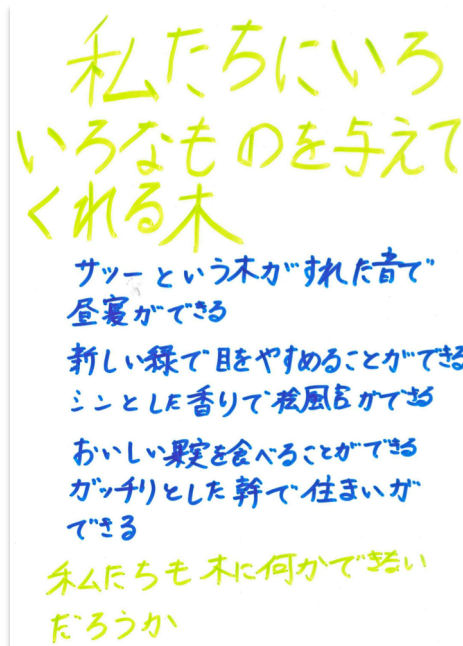 私たちにいろ
いろなものを与えて
くれる木
サッーという木がすれた音で
昼寝ができる
新しい緑で目をやすめることができる
シンとした香りで桧風呂ができる
おいしい果実を食べることができる
ガッチリとした幹で住まいが
できる
私たちも木に何かできない
だろうか